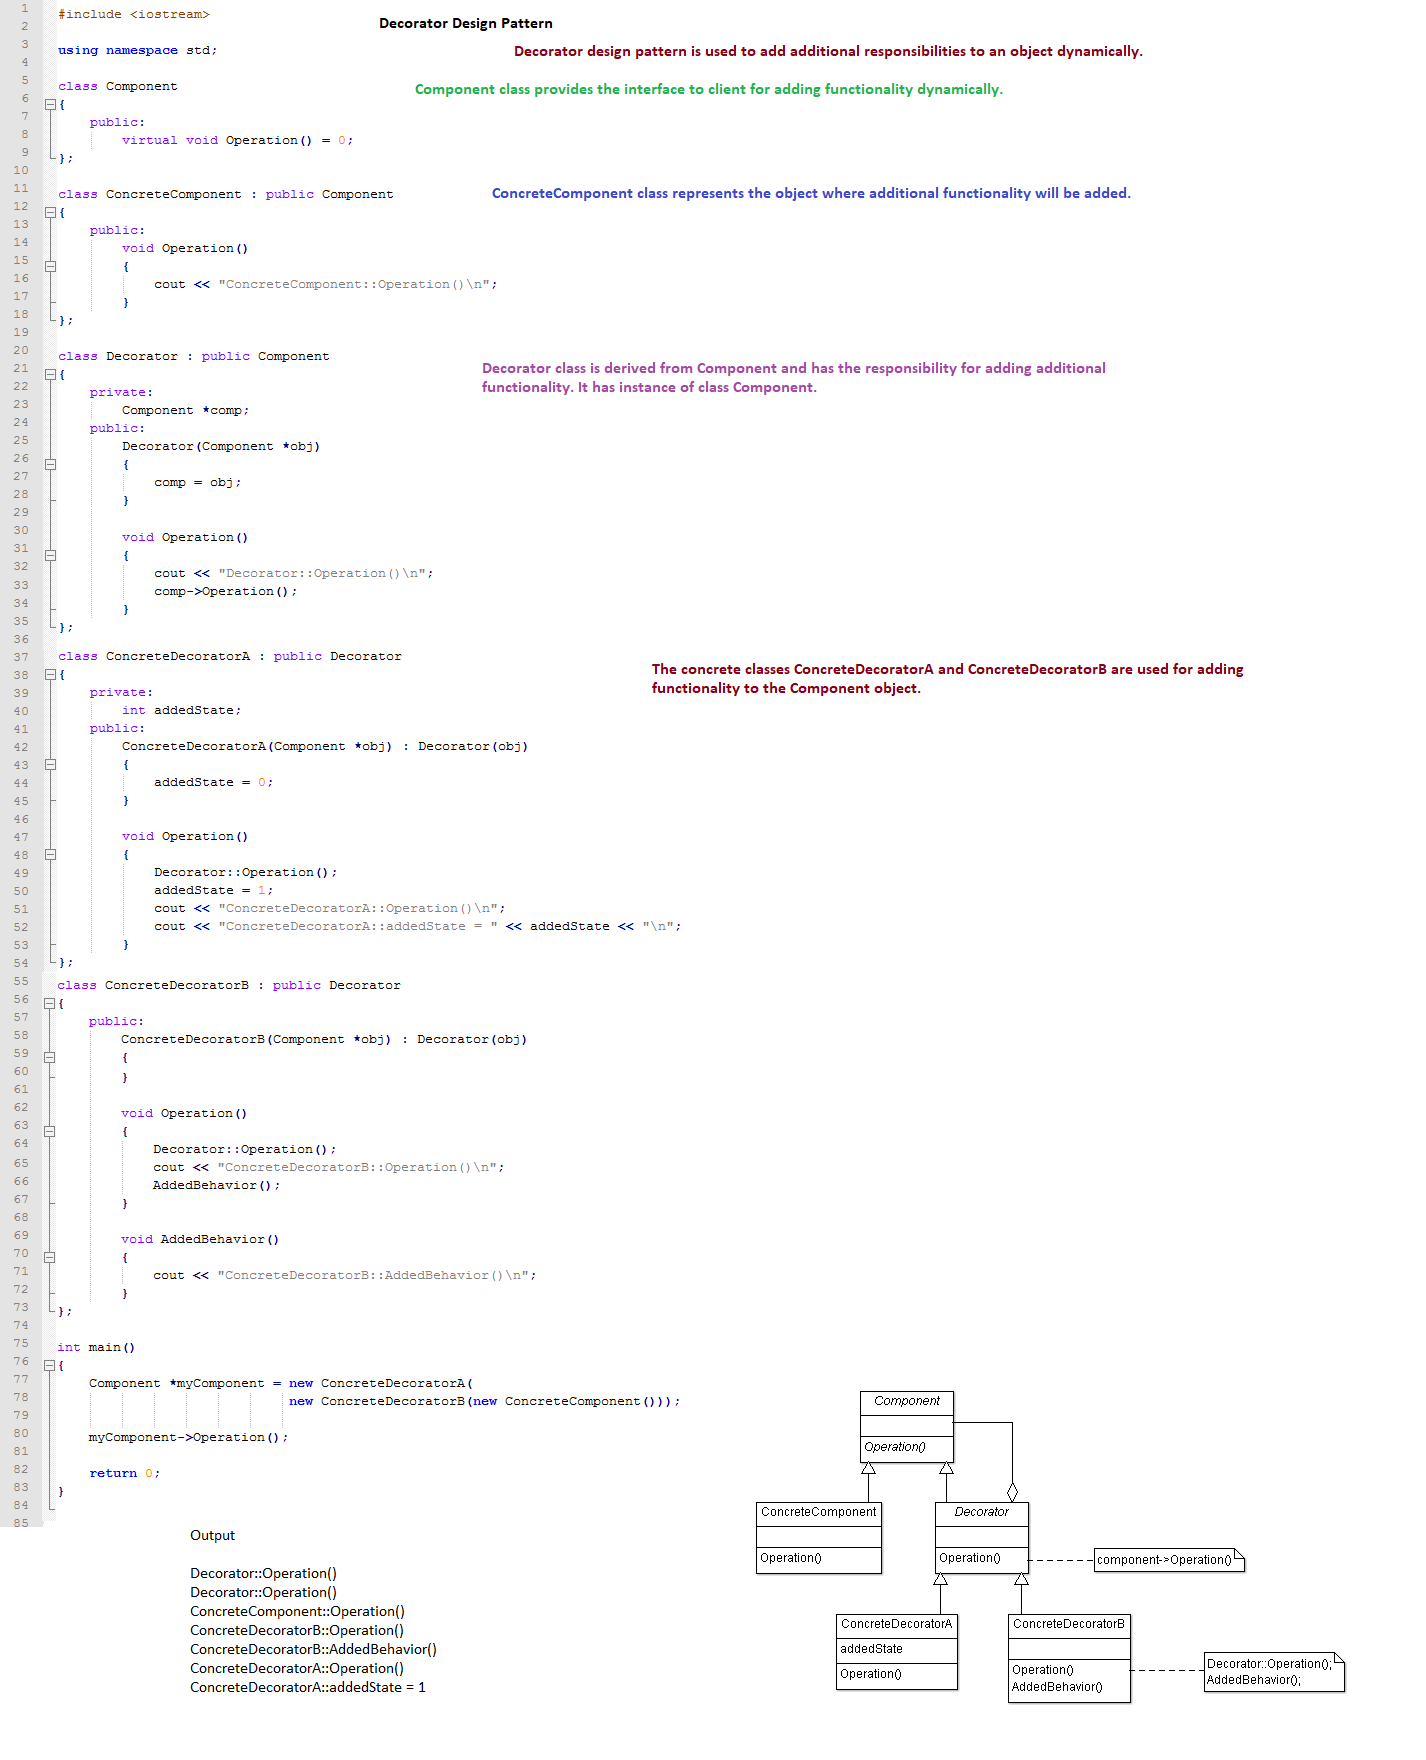 Decorator Design Pattern
Decorator design pattern is used to add additional responsibilities to an object dynamically.
Component class provides the interface to client for adding functionality dynamically.
ConcreteComponent class represents the object where additional functionality will be added.
Decorator class is derived from Component and has the responsibility for adding additional
functionality. It has instance of class Component.
The concrete classes ConcreteDecoratorA and ConcreteDecoratorB are used for adding
functionality to the Component object.
1 #include <iostream>
2
3 using namespace std;
4
5 class Component
6 {
7     public:
8         virtual void Operation() = 0;
9 };
10
11 class ConcreteComponent : public Component
12 {
13     public:
14         void Operation()
15         {
16             cout << "ConcreteComponent::Operation()\n";
17         }
18 };
19
20 class Decorator : public Component
21 {
22     private:
23         Component *comp;
24     public:
25         Decorator(Component *obj)
26         {
27             comp = obj;
28         }
29
30         void Operation()
31         {
32             cout << "Decorator::Operation()\n";
33             comp->Operation();
34         }
35 };
36
37 class ConcreteDecoratorA : public Decorator
38 {
39     private:
40         int addedState;
41     public:
42         ConcreteDecoratorA(Component *obj) : Decorator(obj)
43         {
44             addedState = 0;
45         }
46
47         void Operation()
48         {
49             Decorator::Operation();
50             addedState = 1;
51             cout << "ConcreteDecoratorA::Operation()\n";
52             cout << "ConcreteDecoratorA::addedState = " << addedState << "\n";
53         }
54 };
55 class ConcreteDecoratorB : public Decorator
56 {
57     public:
58         ConcreteDecoratorB(Component *obj) : Decorator(obj)
59         {
60         }
61
62         void Operation()
63         {
64             Decorator::Operation();
65             cout << "ConcreteDecoratorB::Operation()\n";
66             AddedBehavior();
67         }
68
69         void AddedBehavior()
70         {
71             cout << "ConcreteDecoratorB::AddedBehavior()\n";
72         }
73 };
74
75 int main()
76 {
77     Component *myComponent = new ConcreteDecoratorA(
78                              new ConcreteDecoratorB(new ConcreteComponent()));
79
80     myComponent->Operation();
81
82     return 0;
83 }
84
85
Output
Decorator::Operation()
Decorator::Operation()
ConcreteComponent::Operation()
ConcreteDecoratorB::Operation()
ConcreteDecoratorB::AddedBehavior()
ConcreteDecoratorA::Operation()
ConcreteDecoratorA::addedState = 1
Component
Operation()
ConcreteComponent
Operation()
Decorator
Operation()
component->Operation()
ConcreteDecoratorA
addedState
Operation()
ConcreteDecoratorB
Operation()
AddedBehavior()
Decorator::Operation();
AddedBehavior();